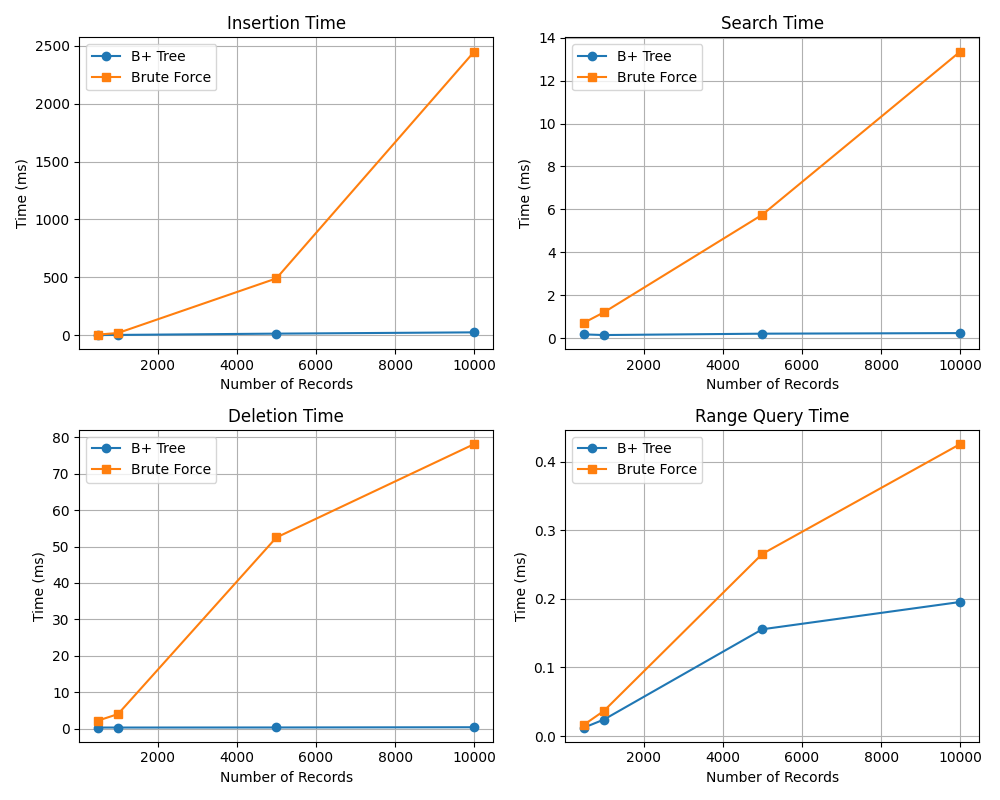 Insertion Time
B+ Tree
Brute Force
2500
2000
1500
1000
500
0
Time (ms)
2000 4000 6000 8000 10000
Number of Records
Search Time
B+ Tree
Brute Force
14
12
10
8
6
4
2
0
Time (ms)
2000 4000 6000 8000 10000
Number of Records
Deletion Time
B+ Tree
Brute Force
80
70
60
50
40
30
20
10
0
Time (ms)
2000 4000 6000 8000 10000
Number of Records
Range Query Time
B+ Tree
Brute Force
0.4
0.3
0.2
0.1
0.0
Time (ms)
2000 4000 6000 8000 10000
Number of Records